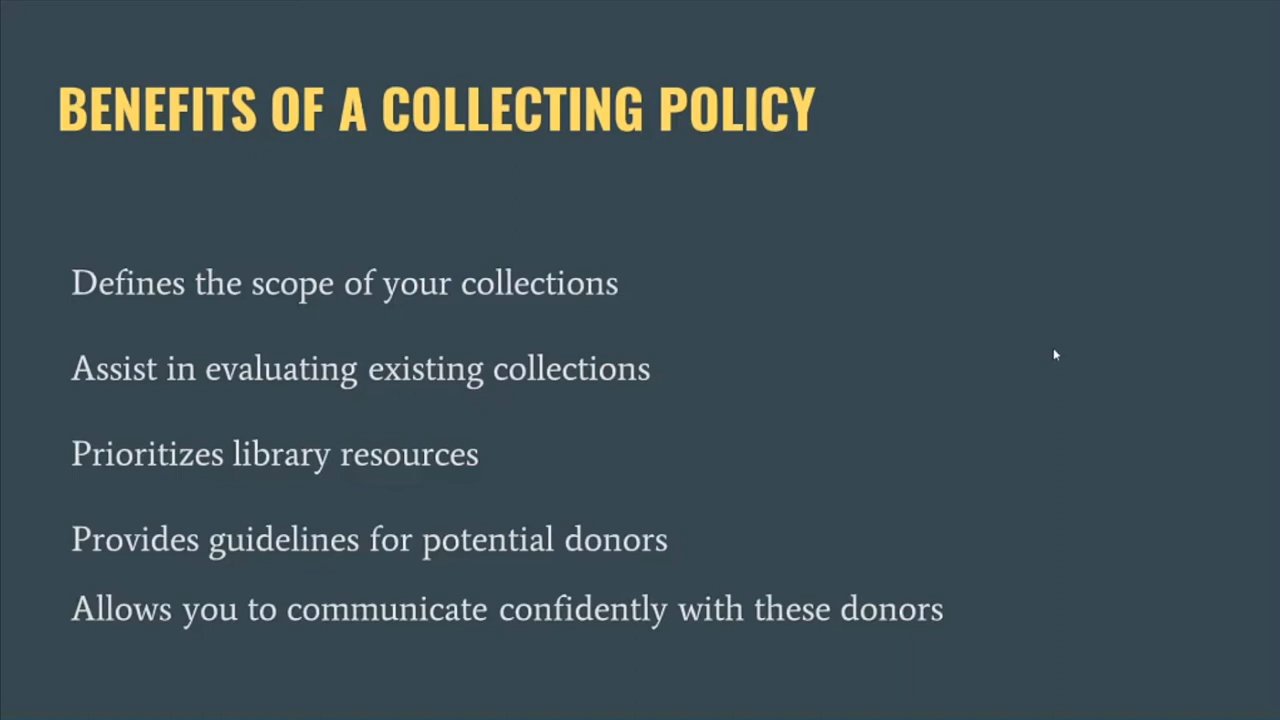 BENEFITS OF A COLLECTING POLICY
Defines the scope of your collections
Assist in evaluating existing collections
Prioritizes library resources
Provides guidelines for potential donors
Allows you to communicate confidently with these donors